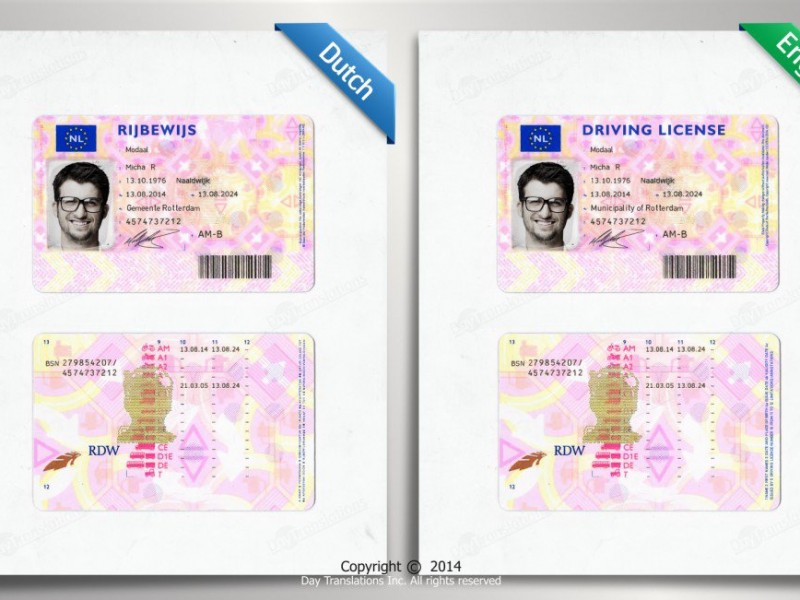 Dutch
NL
RIJBEWIJS
Modaal
Micha R
13.10.1976 Naaldwijk
13.08.2014 13.08.2024
Gemeente Rotterdam
4574737212
AM-B
13
9 10 11 12
AM 13.08.14 13.08.24
A1
BSN 279854207/
4574737212
21.03.05 13.08.24
RDW
CE
D1E
DE
T
12
NL
DRIVING LICENSE
Modaal
Micha R
13.10.1976 Naaldwijk
13.08.2014 13.08.2024
Municipality of Rotterdam
4574737212
AM-B
13
9 10 11 12
AM 13.08.14 13.08.24
A1
BSN 279854207/
4574737212
21.03.05 13.08.24
RDW
CE
D1E
DE
T
12
Copyright © 2014
Day Translations Inc. All rights reserved